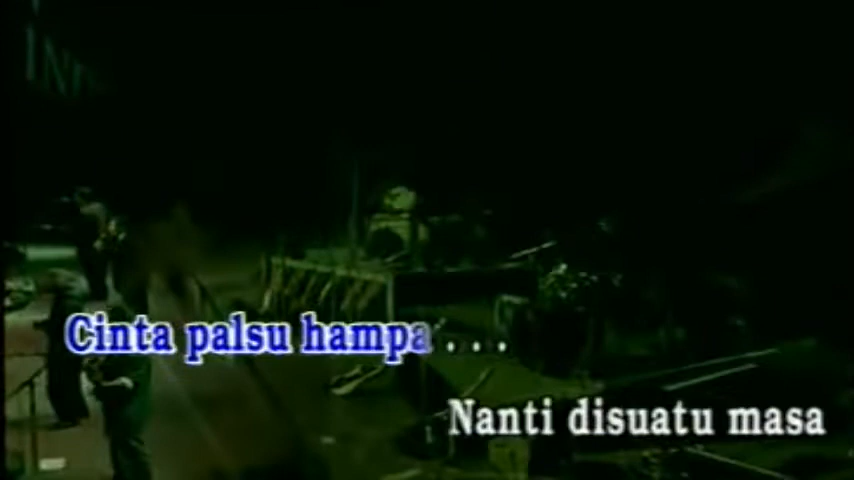 Cinta palsu hampa . . .
Nanti disuatu masa